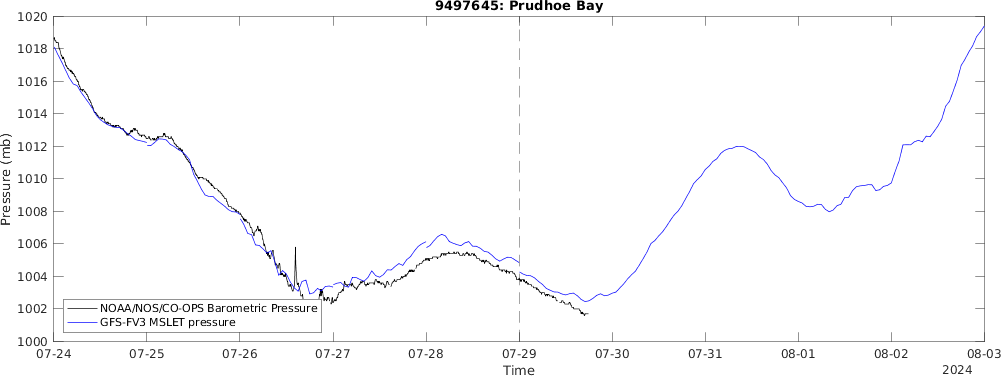 9497645: Prudhoe Bay
1020
1018
1016
1014
1012
1010
1008
1006
1004
1002
1000
Pressure (mb)
NOAA/NOS/CO-OPS Barometric Pressure
GFS-FV3 MSLET pressure
07-24 07-25 07-26 07-27 07-28 07-29 07-30 07-31 08-01 08-02 08-03
Time
2024